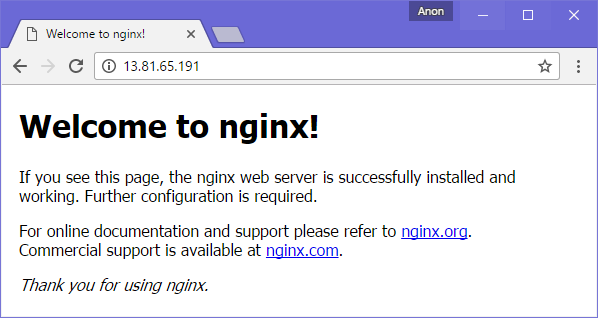 Anon
Welcome to nginx!
13.81.65.191
Welcome to nginx!
If you see this page, the nginx web server is successfully installed and
working. Further configuration is required.
For online documentation and support please refer to nginx.org.
Commercial support is available at nginx.com.
Thank you for using nginx.